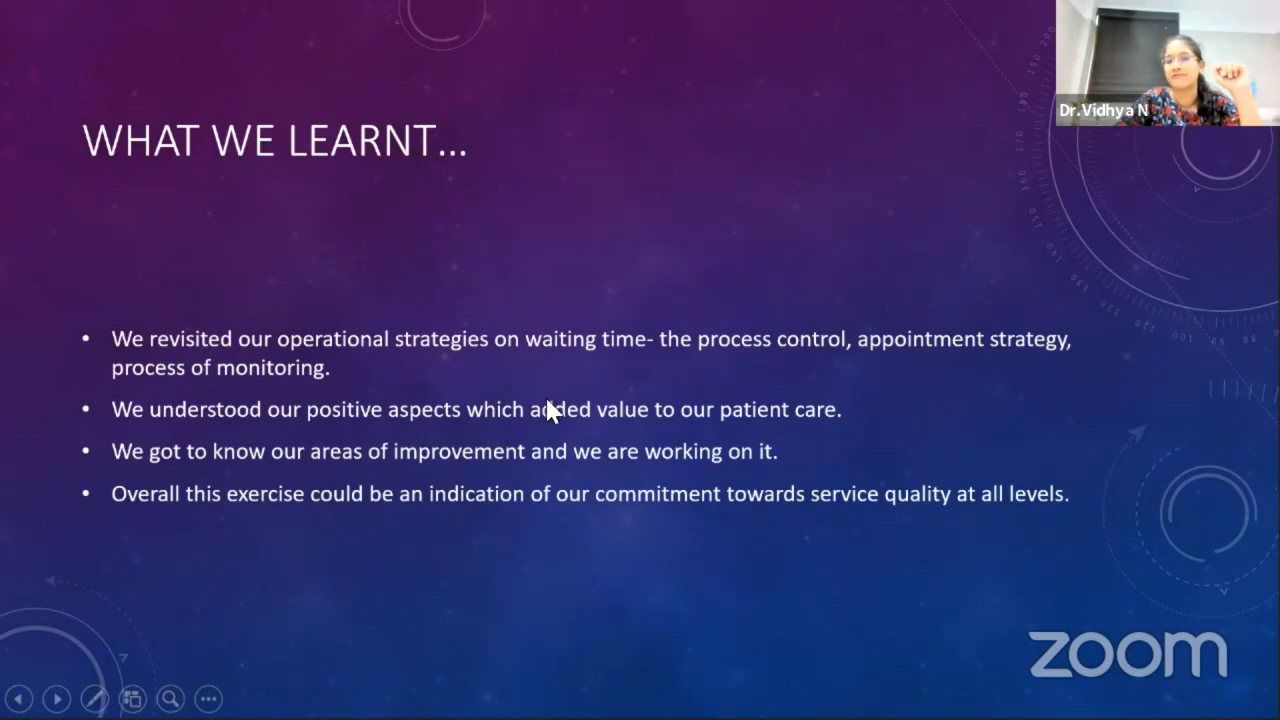 Dr.Vidhya N
WHAT WE LEARNT...
• We revisited our operational strategies on waiting time- the process control, appointment strategy,
process of monitoring.
• We understood our positive aspects which added value to our patient care.
• We got to know our areas of improvement and we are working on it.
• Overall this exercise could be an indication of our commitment towards service quality at all levels.
zoom